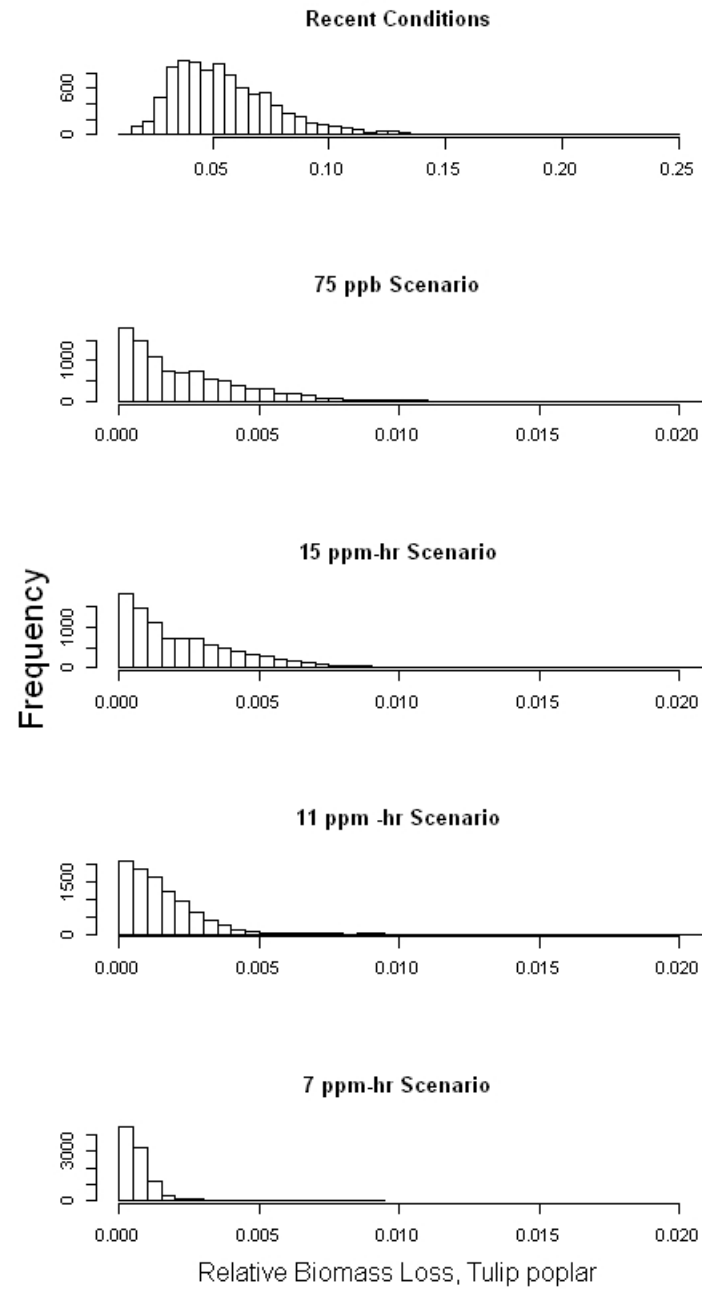 Recent Conditions
600
0
0.05 0.10 0.15 0.20 0.25
75 ppb Scenario
1000
0
0.000 0.005 0.010 0.015 0.020
15 ppm-hr Scenario
1000
0
0.000 0.005 0.010 0.015 0.020
Frequency
11 ppm -hr Scenario
1500
0
0.000 0.005 0.010 0.015 0.020
7 ppm-hr Scenario
3000
0
0.000 0.005 0.010 0.015 0.020
Relative Biomass Loss, Tulip poplar